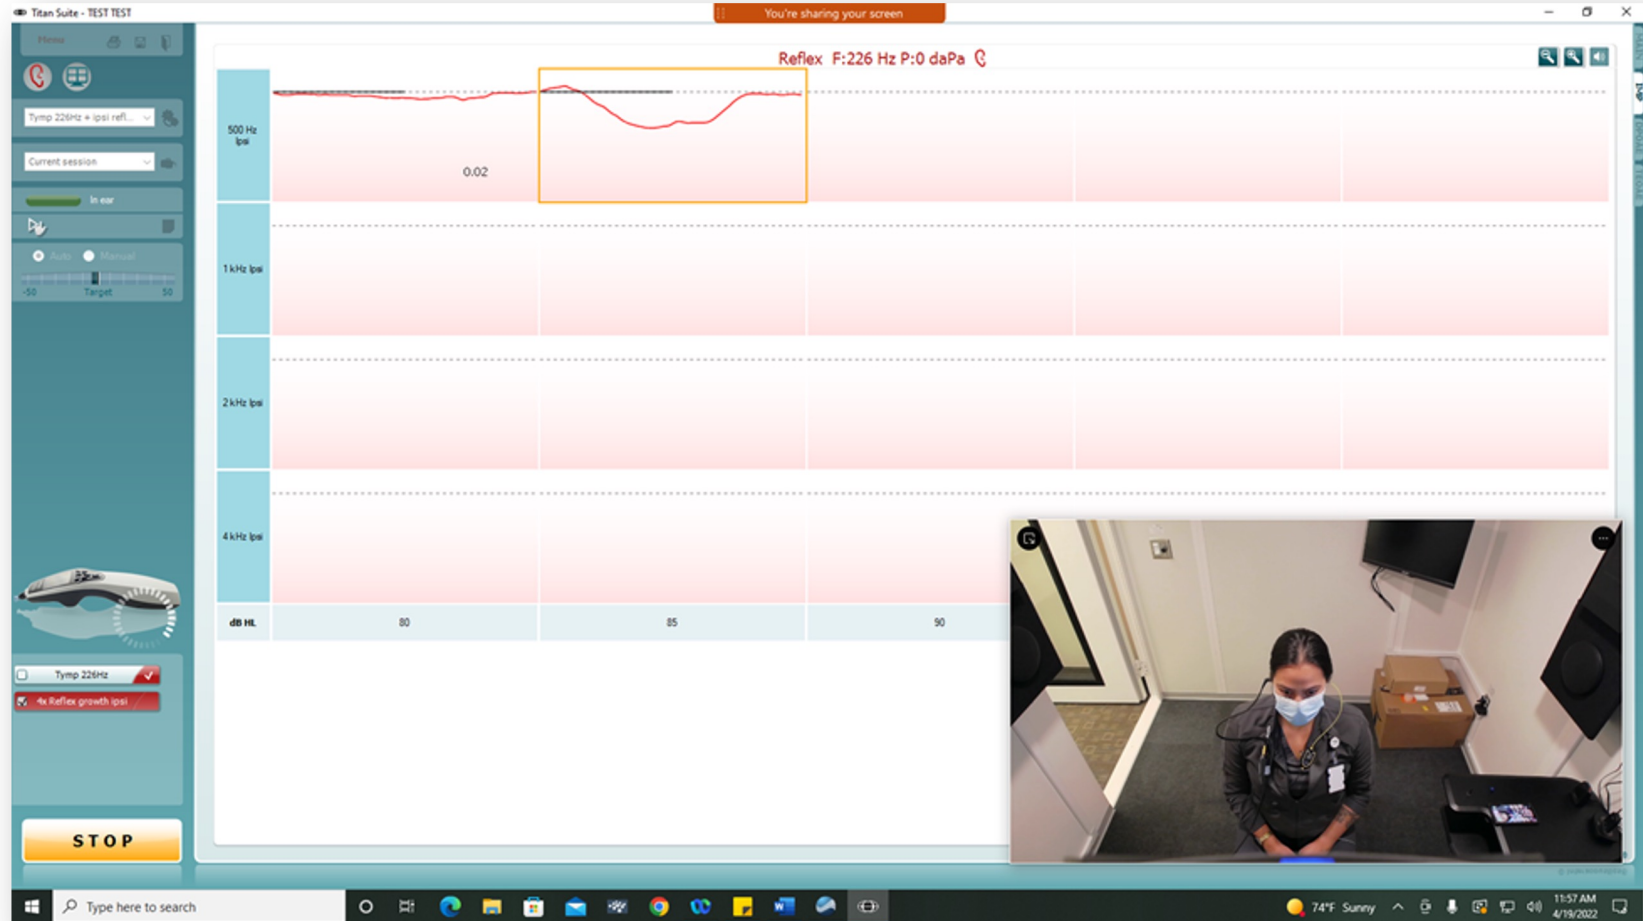 Titan Suite - TEST TEST
You're sharing your screen
Menu
Reflex F:226 Hz P:0 daPa
Tymp 226Hz + ipsi refl...
Current session
In ear
Auto
Manual
-50
Target
50
500 Hz
Ipsi
0.02
1 kHz Ipsi
2 kHz Ipsi
4 kHz Ipsi
dB HL
80
85
90
Tymp 226Hz
4x Reflex growth ipsi
STOP
Type here to search
74°F Sunny
11:57 AM
4/19/2022